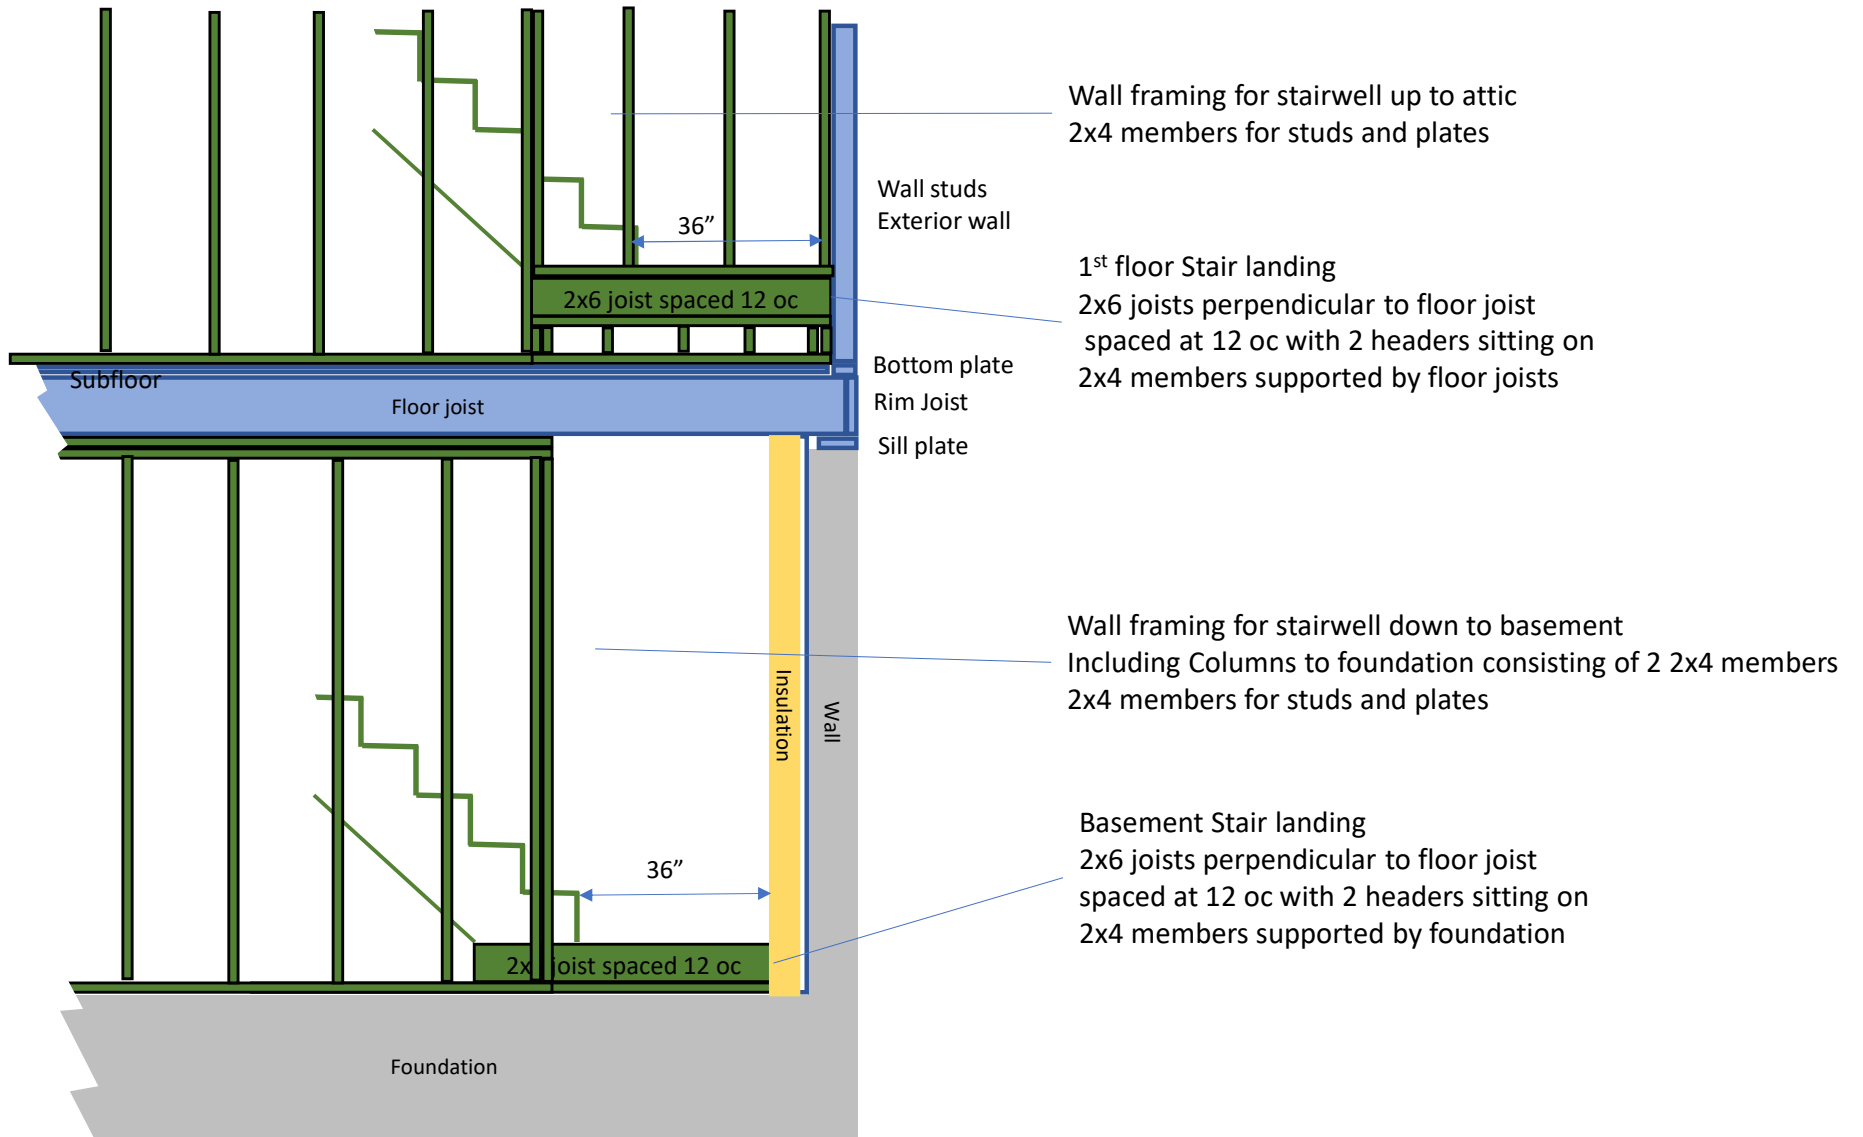 Wall framing for stairwell up to attic
2x4 members for studs and plates
Wall studs
Exterior wall
36”
1st floor Stair landing
2x6 joists perpendicular to floor joist
spaced at 12 oc with 2 headers sitting on
2x4 members supported by floor joists
2x6 joist spaced 12 oc
Bottom plate
Subfloor
Floor joist
Rim Joist
Sill plate
Wall framing for stairwell down to basement
Including Columns to foundation consisting of 2 2x4 members
2x4 members for studs and plates
Insulation
Wall
36”
Basement Stair landing
2x6 joists perpendicular to floor joist
spaced at 12 oc with 2 headers sitting on
2x4 members supported by foundation
oist spaced 12 oc
Foundation